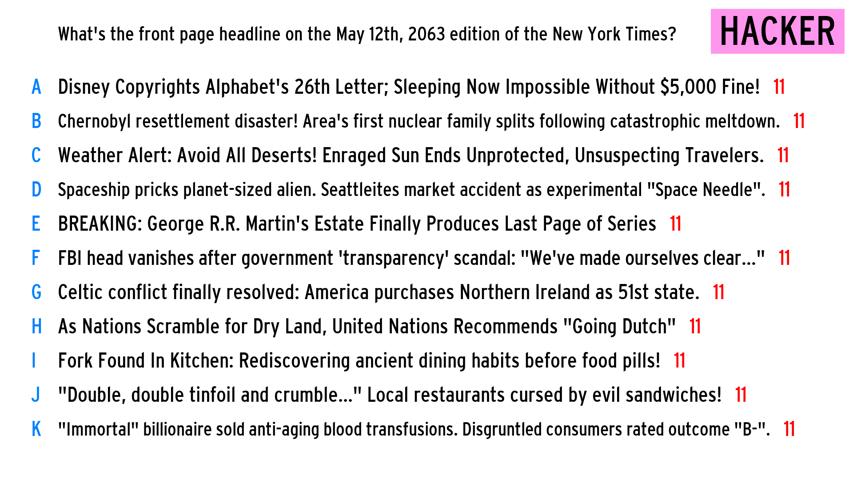 What's the front page headline on the May 12th, 2063 edition of the New York Times? HACKER
A Disney Copyrights Alphabet's 26th Letter; Sleeping Now Impossible Without $5,000 Fine! 11
B Chernobyl resettlement disaster! Area's first nuclear family splits following catastrophic meltdown. 11
C Weather Alert: Avoid All Deserts! Enraged Sun Ends Unprotected, Unsuspecting Travelers. 11
D Spaceship pricks planet-sized alien. Seattleites market accident as experimental "Space Needle". 11
E BREAKING: George R.R. Martin's Estate Finally Produces Last Page of Series 11
F FBI head vanishes after government 'transparency' scandal: "We've made ourselves clear..." 11
G Celtic conflict finally resolved: America purchases Northern Ireland as 51st state. 11
H As Nations Scramble for Dry Land, United Nations Recommends "Going Dutch" 11
I Fork Found In Kitchen: Rediscovering ancient dining habits before food pills! 11
J "Double, double tinfoil and crumble..." Local restaurants cursed by evil sandwiches! 11
K "Immortal" billionaire sold anti-aging blood transfusions. Disgruntled consumers rated outcome "B-". 11